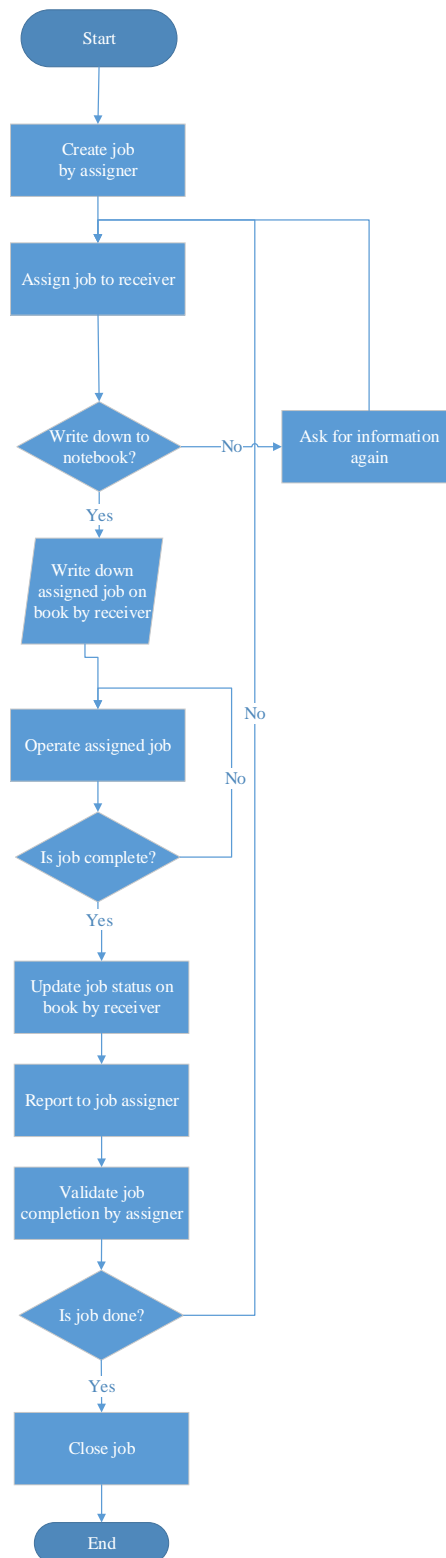 Start
Create job
by assigner
Assign job to receiver
Write down to
notebook?
No
Ask for information
again
Yes
Write down
assigned job on
book by receiver
No
Operate assigned job
No
Is job complete?
Yes
Update job status on
book by receiver
Report to job assigner
Validate job
completion by assigner
Is job done?
Yes
Close job
End